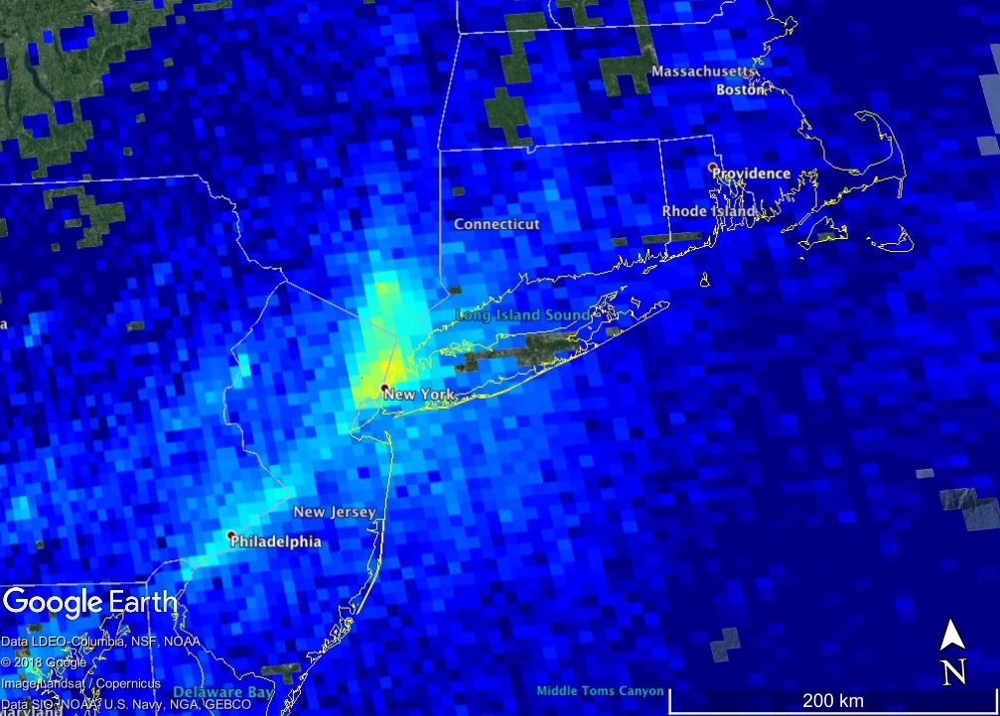 Massachusetts
Boston
Providence
Rhode Island
Connecticut
a
Long Island Sound
New York
New Jersey
Philadelphia
Google Earth
Data LDEO-Columbia, NSF, NOAA
© 2018 Google
Image Landsat / Copernicus
Data SIO, NOAA, U.S. Navy, NGA, GEBCO
Maryland
Delaware Bay
Middle Toms Canyon
200 km
N